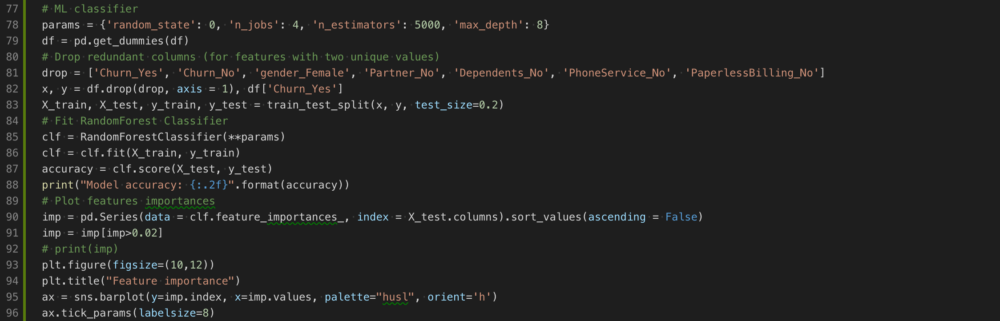 77 # ML classifier
78 params = {'random_state': 0, 'n_jobs': 4, 'n_estimators': 5000, 'max_depth': 8}
79 df = pd.get_dummies(df)
80 # Drop redundant columns (for features with two unique values)
81 drop = ['Churn_Yes', 'Churn_No', 'gender_Female', 'Partner_No', 'Dependents_No', 'PhoneService_No', 'PaperlessBilling_No']
82 x, y = df.drop(drop, axis = 1), df['Churn_Yes']
83 X_train, X_test, y_train, y_test = train_test_split(x, y, test_size=0.2)
84 # Fit RandomForest Classifier
85 clf = RandomForestClassifier(**params)
86 clf = clf.fit(X_train, y_train)
87 accuracy = clf.score(X_test, y_test)
88 print("Model accuracy: {:.2f}".format(accuracy))
89 # Plot features importances
90 imp = pd.Series(data = clf.feature_importances_, index = X_test.columns).sort_values(ascending = False)
91 imp = imp[imp>0.02]
92 # print(imp)
93 plt.figure(figsize=(10,12))
94 plt.title("Feature importance")
95 ax = sns.barplot(y=imp.index, x=imp.values, palette="husl", orient='h')
96 ax.tick_params(labelsize=8)